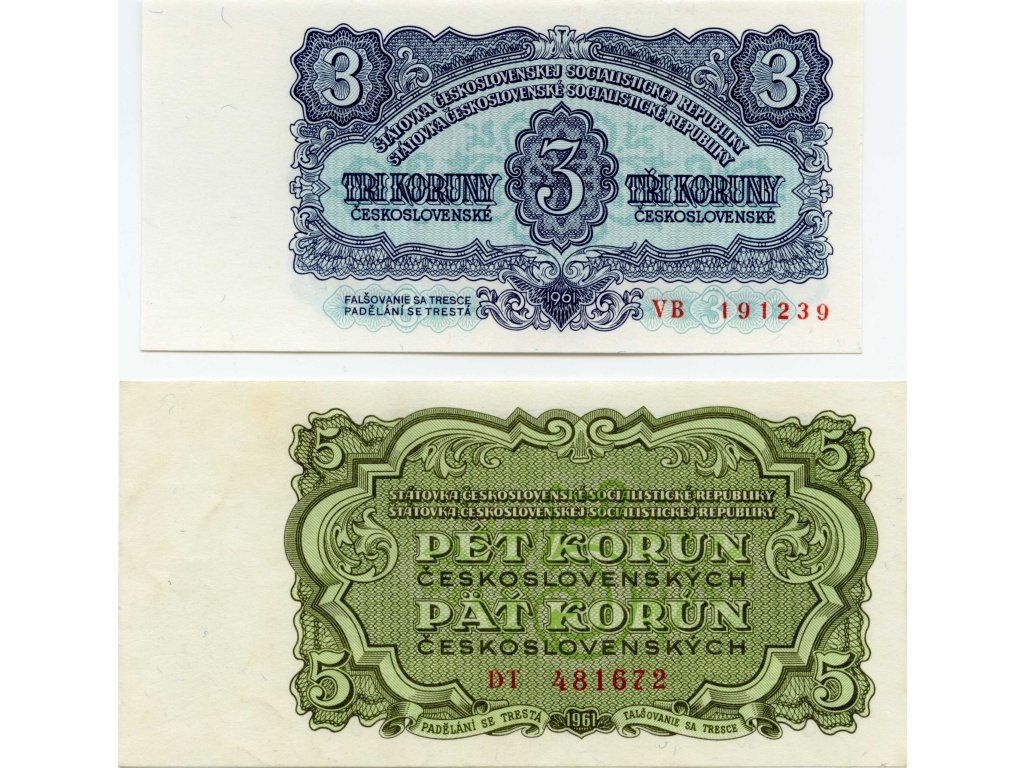 3 3
ŠTÁTOVKA ČESKOSLOVENSKEJ SOCIALISTICKEJ REPUBLIKY
STÁTOVKA ČESKOSLOVENSKÉ SOCIALISTICKÉ REPUBLIKY
TRI KORUNY 3 TŘI KORUNY
ČESKOSLOVENSKÉ ČESKOSLOVENSKÉ
FALŠOVANIE SA TRESCE 1961 VB 191239
PADĚLÁNÍ SE TRESTÁ
5 5
STÁTOVKA ČESKOSLOVENSKÉ SOCIALISTICKÉ REPUBLIKY
ŠTÁTOVKA ČESKOSLOVENSKEJ SOCIALISTICKEJ REPUBLIKY
PĚT KORUN
ČESKOSLOVENSKÝCH
PÄŤ KORÚN
ČESKOSLOVENSKÝCH
5 DT 481672 5
PADĚLÁNÍ SE TRESTÁ 1961 FALŠOVANIE SA TRESCE